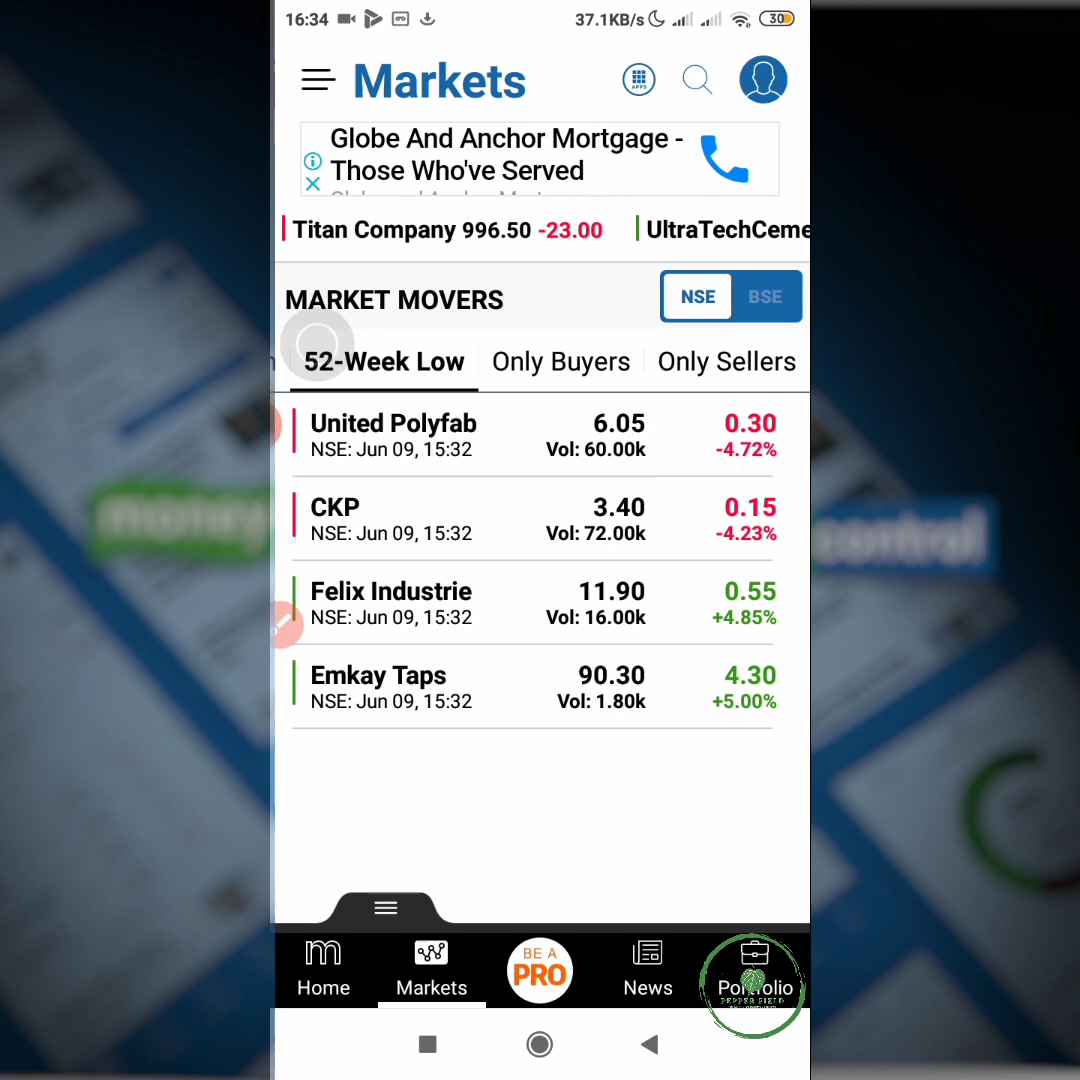 16:34
37.1KB/s
30
Markets
APPS
Globe And Anchor Mortgage -
Those Who've Served
Titan Company 996.50 -23.00
UltraTechCeme
MARKET MOVERS
NSE
BSE
52-Week Low
Only Buyers
Only Sellers
United Polyfab 6.05 0.30
NSE: Jun 09, 15:32 Vol: 60.00k -4.72%
CKP 3.40 0.15
NSE: Jun 09, 15:32 Vol: 72.00k -4.23%
Felix Industrie 11.90 0.55
NSE: Jun 09, 15:32 Vol: 16.00k +4.85%
Emkay Taps 90.30 4.30
NSE: Jun 09, 15:32 Vol: 1.80k +5.00%
money
control
BE A
PRO
Home
Markets
News
Portfolio
PEPPER FIELD